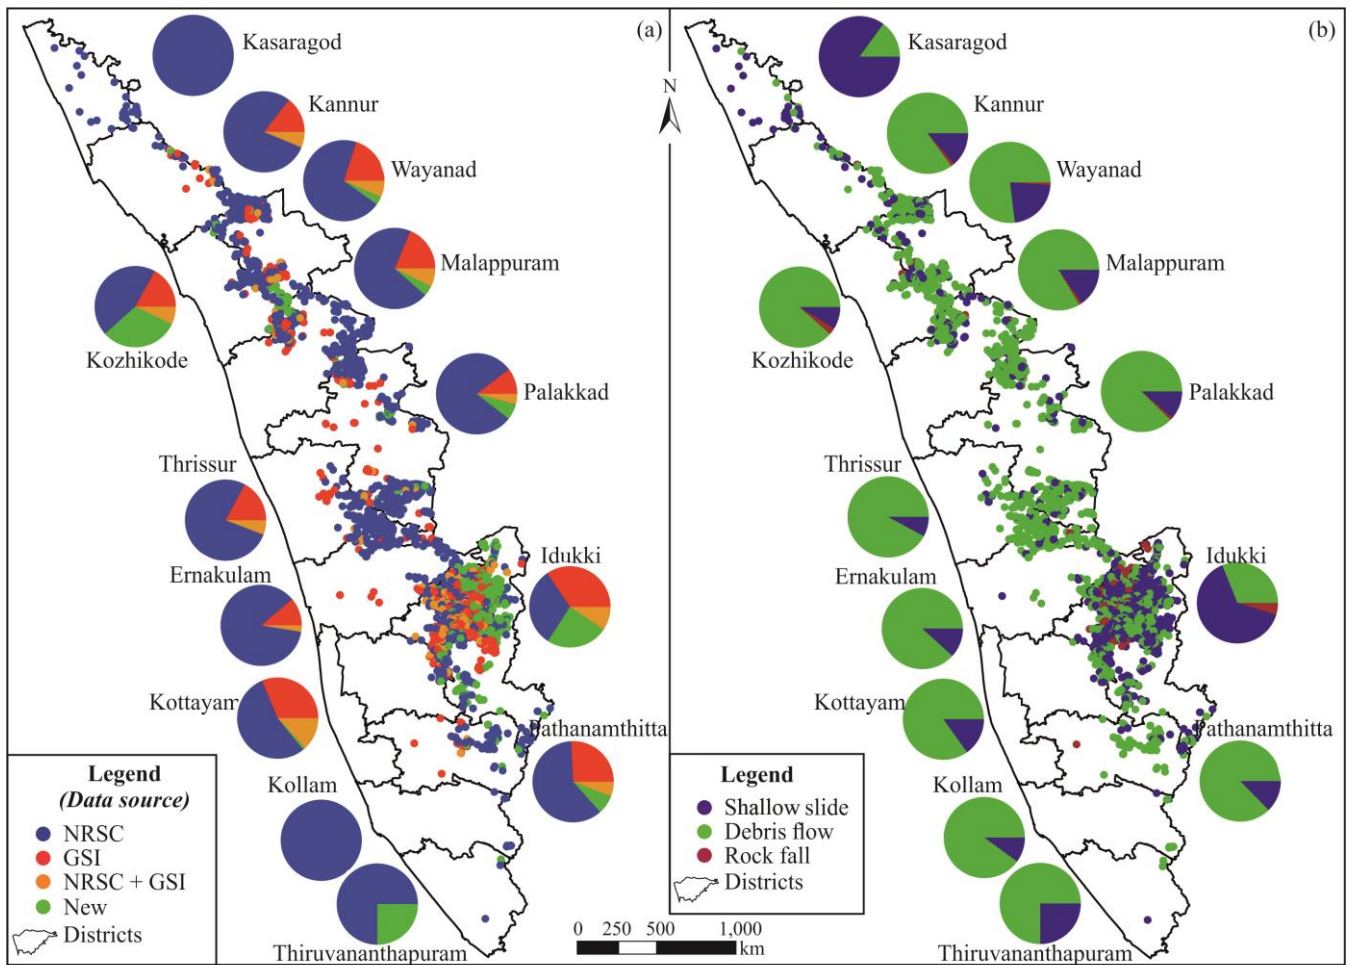 (a)
Kasaragod
Kannur
Wayanad
Malappuram
Kozhikode
Palakkad
Thrissur
Ernakulam
Idukki
Kottayam
Pathanamthitta
Kollam
Thiruvananthapuram
Legend
(Data source)
NRSC
GSI
NRSC + GSI
New
Districts
N
0 250 500 1,000
km
(b)
Kasaragod
Kannur
Wayanad
Malappuram
Kozhikode
Palakkad
Thrissur
Ernakulam
Idukki
Kottayam
Pathanamthitta
Kollam
Thiruvananthapuram
Legend
Shallow slide
Debris flow
Rock fall
Districts